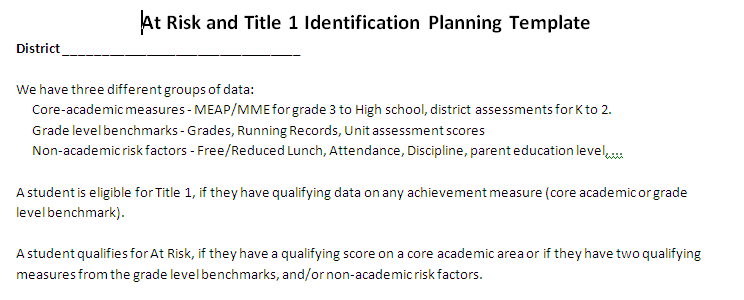 At Risk and Title 1 Identification Planning Template
District_______________________________
We have three different groups of data:
Core-academic measures - MEAP/MME for grade 3 to High school, district assessments for K to 2.
Grade level benchmarks - Grades, Running Records, Unit assessment scores
Non-academic risk factors - Free/Reduced Lunch, Attendance, Discipline, parent education level,...
A student is eligible for Title 1, if they have qualifying data on any achievement measure (core academic or grade
level benchmark).
A student qualifies for At Risk, if they have a qualifying score on a core academic area or if they have two qualifying
measures from the grade level benchmarks, and/or non-academic risk factors.